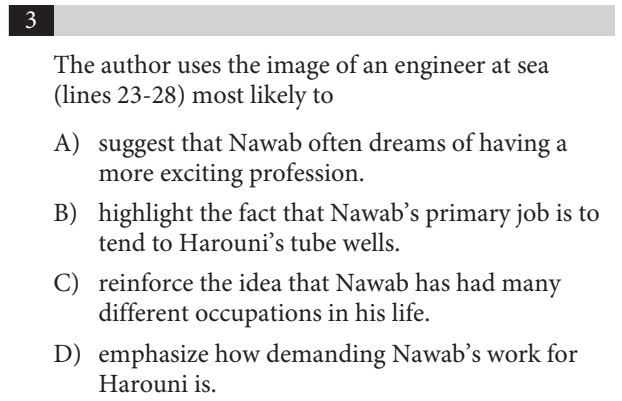 3
The author uses the image of an engineer at sea
(lines 23-28) most likely to
A) suggest that Nawab often dreams of having a
more exciting profession.
B) highlight the fact that Nawab’s primary job is to
tend to Harouni’s tube wells.
C) reinforce the idea that Nawab has had many
different occupations in his life.
D) emphasize how demanding Nawab’s work for
Harouni is.